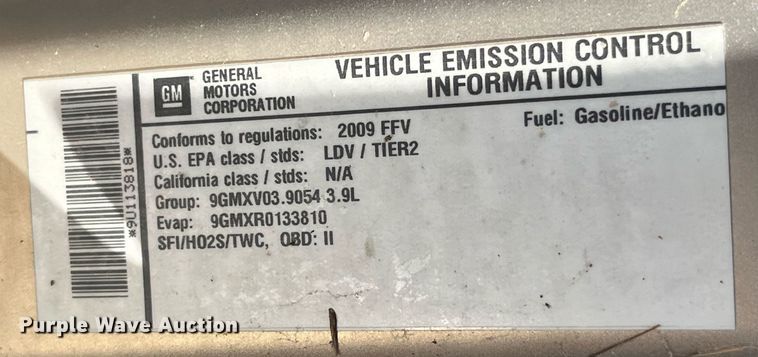 *9U113818*
GM GENERAL
MOTORS
CORPORATION
VEHICLE EMISSION CONTROL
INFORMATION
Conforms to regulations: 2009 FFV
Fuel: Gasoline/Ethano
U.S. EPA class / stds: LDV / TIER2
California class / stds: N/A
Group: 9GMXV03.9054 3.9L
Evap: 9GMXR0133810
SFI/HO2S/TWC, OBD: II
Purple Wave Auction